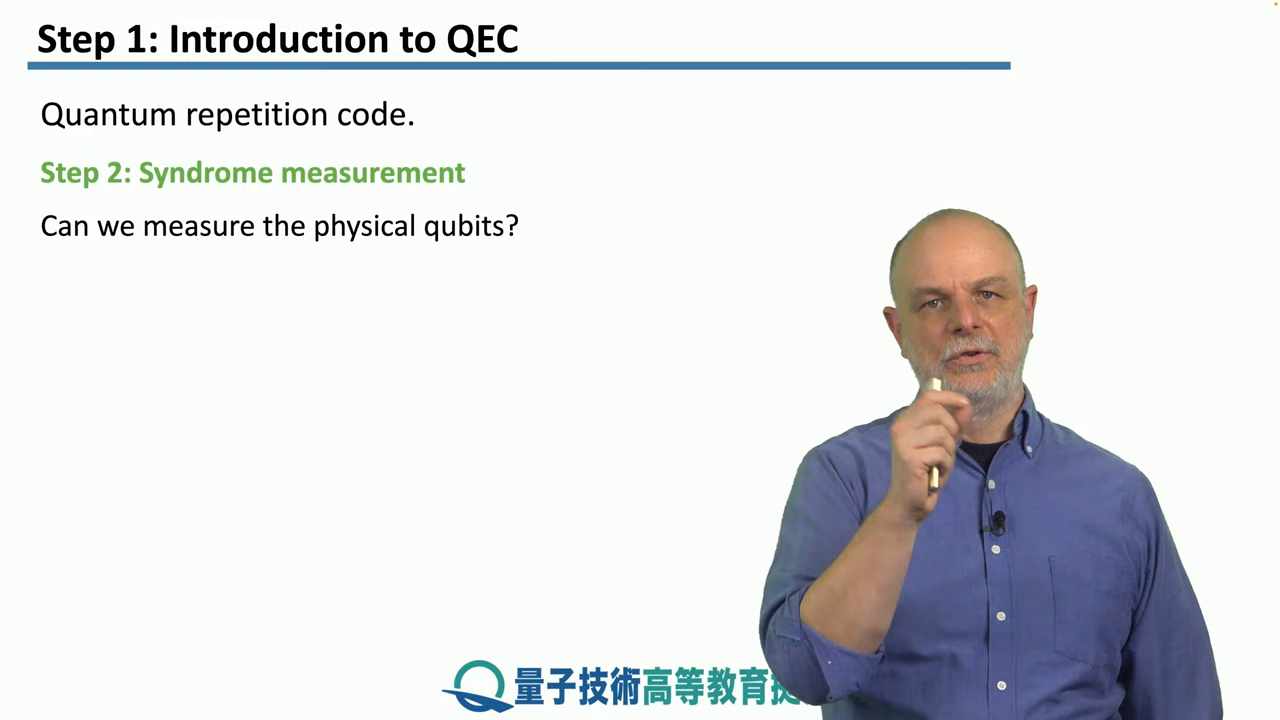 Step 1: Introduction to QEC
Quantum repetition code.
Step 2: Syndrome measurement
Can we measure the physical qubits?
量子技術高等教育